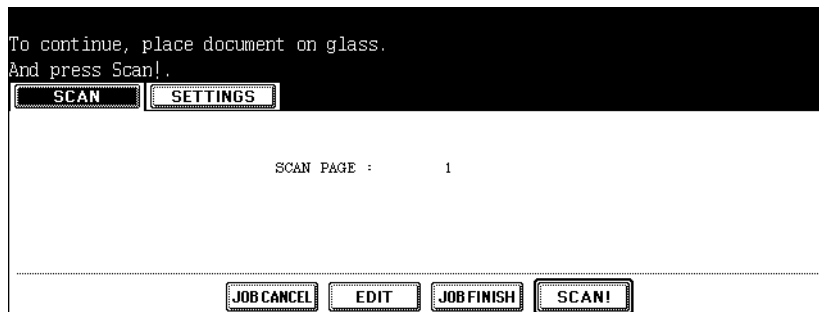 To continue, place document on glass.
And press Scan!.
SCAN SETTINGS
SCAN PAGE : 1
JOB CANCEL EDIT JOB FINISH SCAN!